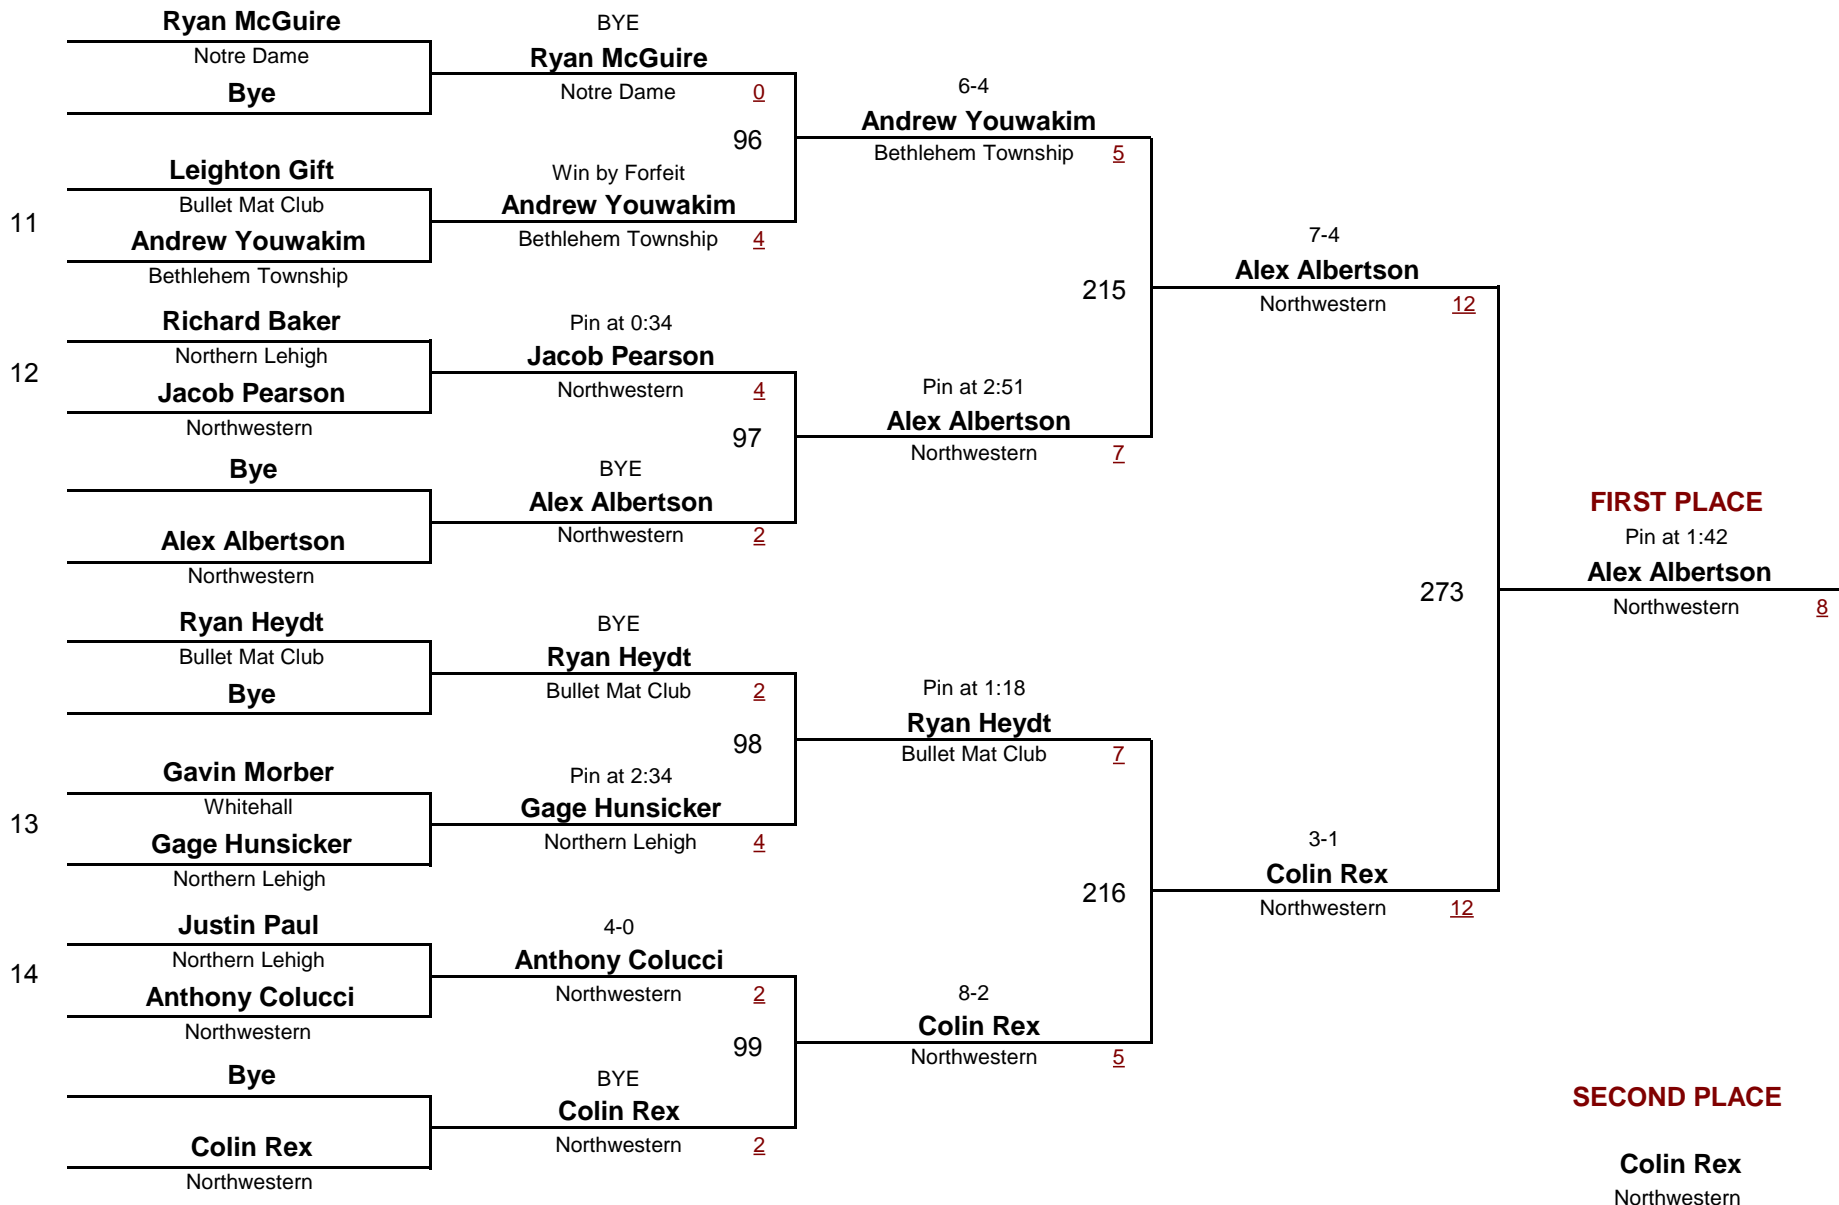 Ryan McGuire
Notre Dame
Bye
11
Leighton Gift
Bullet Mat Club
Andrew Youwakim
Bethlehem Township
12
Richard Baker
Northern Lehigh
Jacob Pearson
Northwestern
Bye
Alex Albertson
Northwestern
Ryan Heydt
Bullet Mat Club
Bye
13
Gavin Morber
Whitehall
Gage Hunsicker
Northern Lehigh
14
Justin Paul
Northern Lehigh
Anthony Colucci
Northwestern
Bye
Colin Rex
Northwestern
BYE
Ryan McGuire
Notre Dame 0
96
Win by Forfeit
Andrew Youwakim
Bethlehem Township 4
Pin at 0:34
Jacob Pearson
Northwestern 4
97
BYE
Alex Albertson
Northwestern 2
BYE
Ryan Heydt
Bullet Mat Club 2
98
Pin at 2:34
Gage Hunsicker
Northern Lehigh 4
4-0
Anthony Colucci
Northwestern 2
99
BYE
Colin Rex
Northwestern 2
6-4
Andrew Youwakim
Bethlehem Township 5
215
Pin at 2:51
Alex Albertson
Northwestern 7
Pin at 1:18
Ryan Heydt
Bullet Mat Club 7
216
8-2
Colin Rex
Northwestern 5
7-4
Alex Albertson
Northwestern 12
273
3-1
Colin Rex
Northwestern 12
FIRST PLACE
Pin at 1:42
Alex Albertson
Northwestern 8
SECOND PLACE
Colin Rex
Northwestern